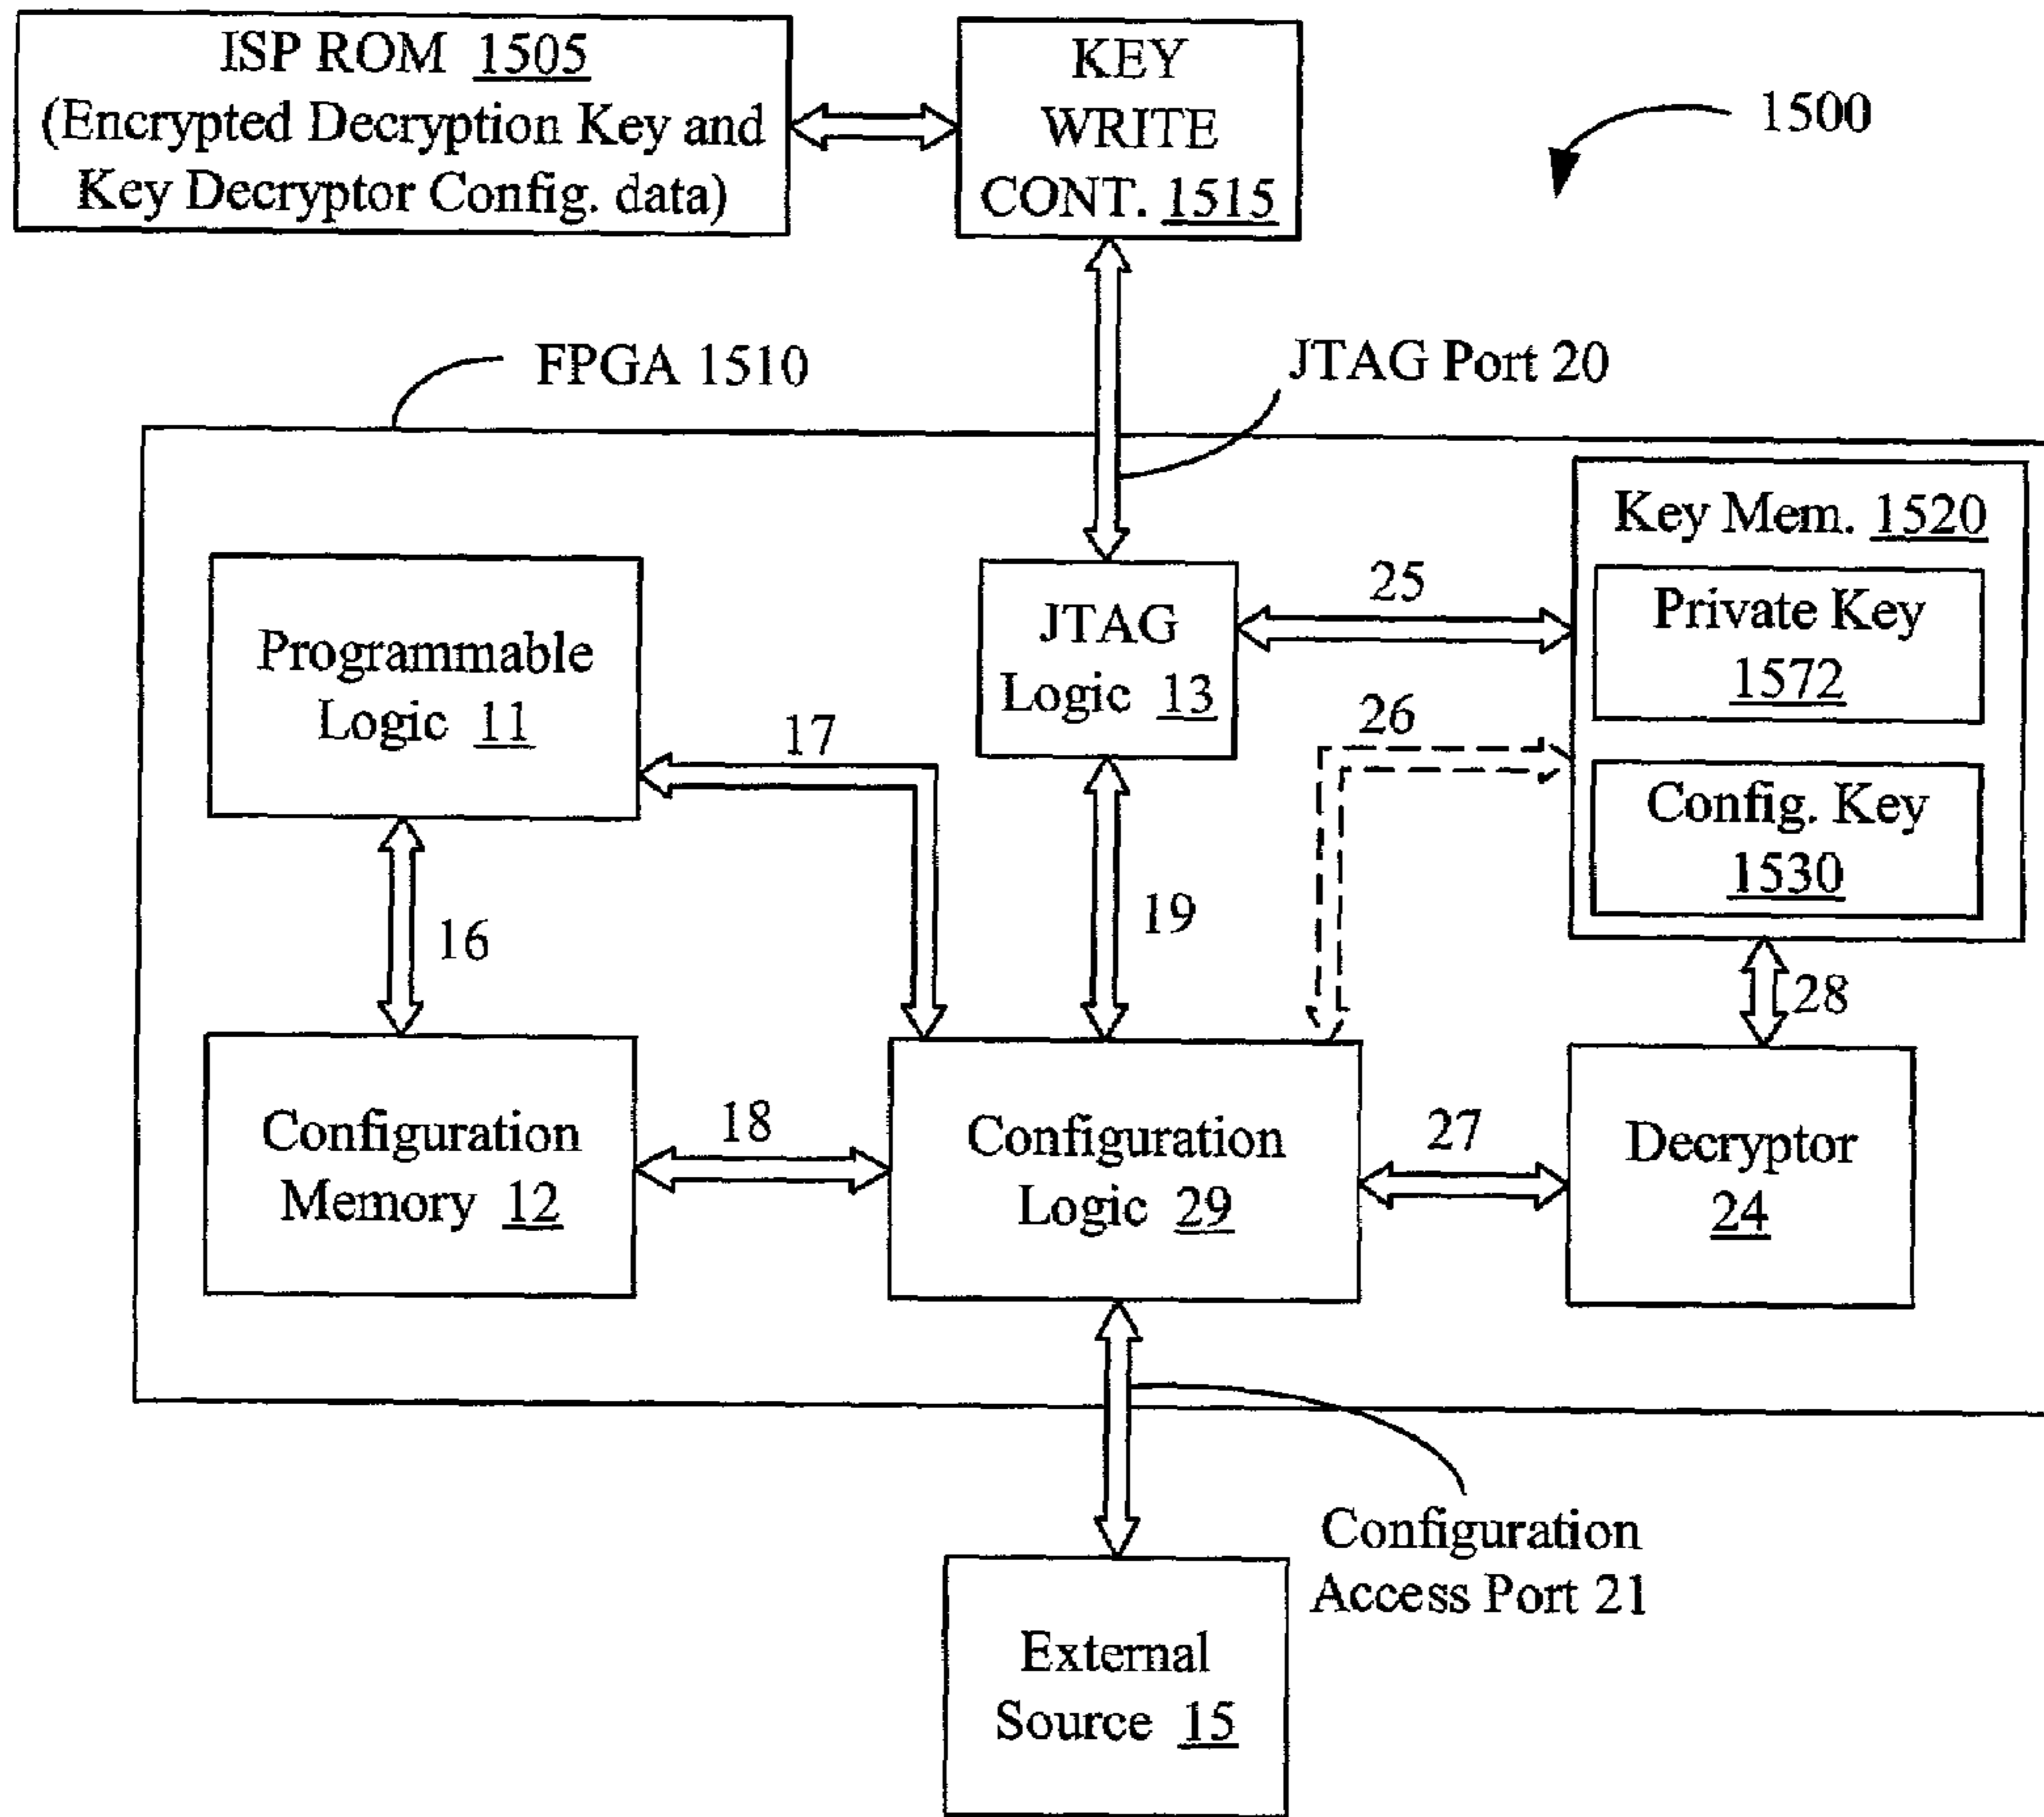 ISP ROM 1505
(Encrypted Decryption Key and
Key Decryptor Config. data)
KEY
WRITE
CONT. 1515
1500
FPGA 1510
JTAG Port 20
Key Mem. 1520
Private Key
1572
Config. Key
1530
25
JTAG
Logic 13
Programmable
Logic 11
17
26
16
19
28
Configuration
Memory 12
18
Configuration
Logic 29
27
Decryptor
24
Configuration
Access Port 21
External
Source 15